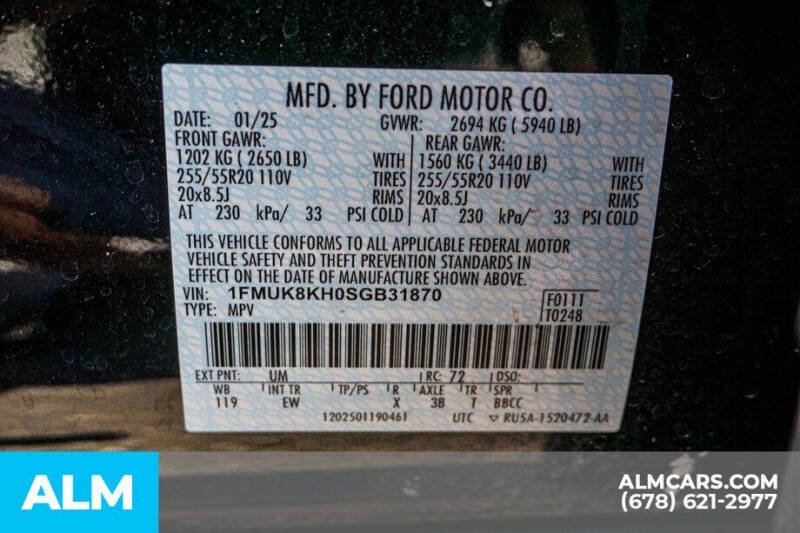 MFD. BY FORD MOTOR CO.
DATE: 01/25 GVWR: 2694 KG ( 5940 LB)
FRONT GAWR: REAR GAWR:
1202 KG ( 2650 LB) WITH 1560 KG ( 3440 LB) WITH
255/55R20 110V TIRES 255/55R20 110V TIRES
20x8.5J RIMS 20x8.5J RIMS
AT 230 kPa/ 33 PSI COLD AT 230 kPa/ 33 PSI COLD
THIS VEHICLE CONFORMS TO ALL APPLICABLE FEDERAL MOTOR
VEHICLE SAFETY AND THEFT PREVENTION STANDARDS IN
EFFECT ON THE DATE OF MANUFACTURE SHOWN ABOVE.
VIN: 1FMUK8KH0SGB31870 F0111
TYPE: MPV T0248
EXT PNT: UM RC: 72 DSO:
WB INT TR TP/PS R AXLE TR SPR
119 EW X 3B T BBCC
1202501190461 UTC ▽ RU5A-1520472-AA
ALM
ALMCARS.COM
(678) 621-2977